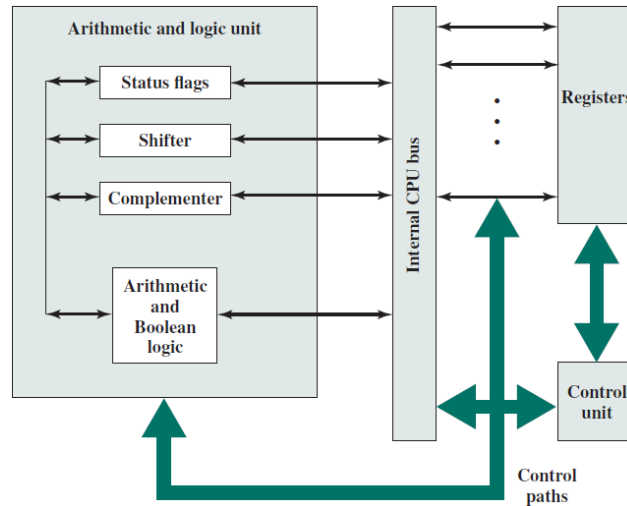 Arithmetic and logic unit
Status flags
Shifter
Complementer
Arithmetic
and
Boolean
logic
Internal CPU bus
Registers
Control
unit
Control
paths